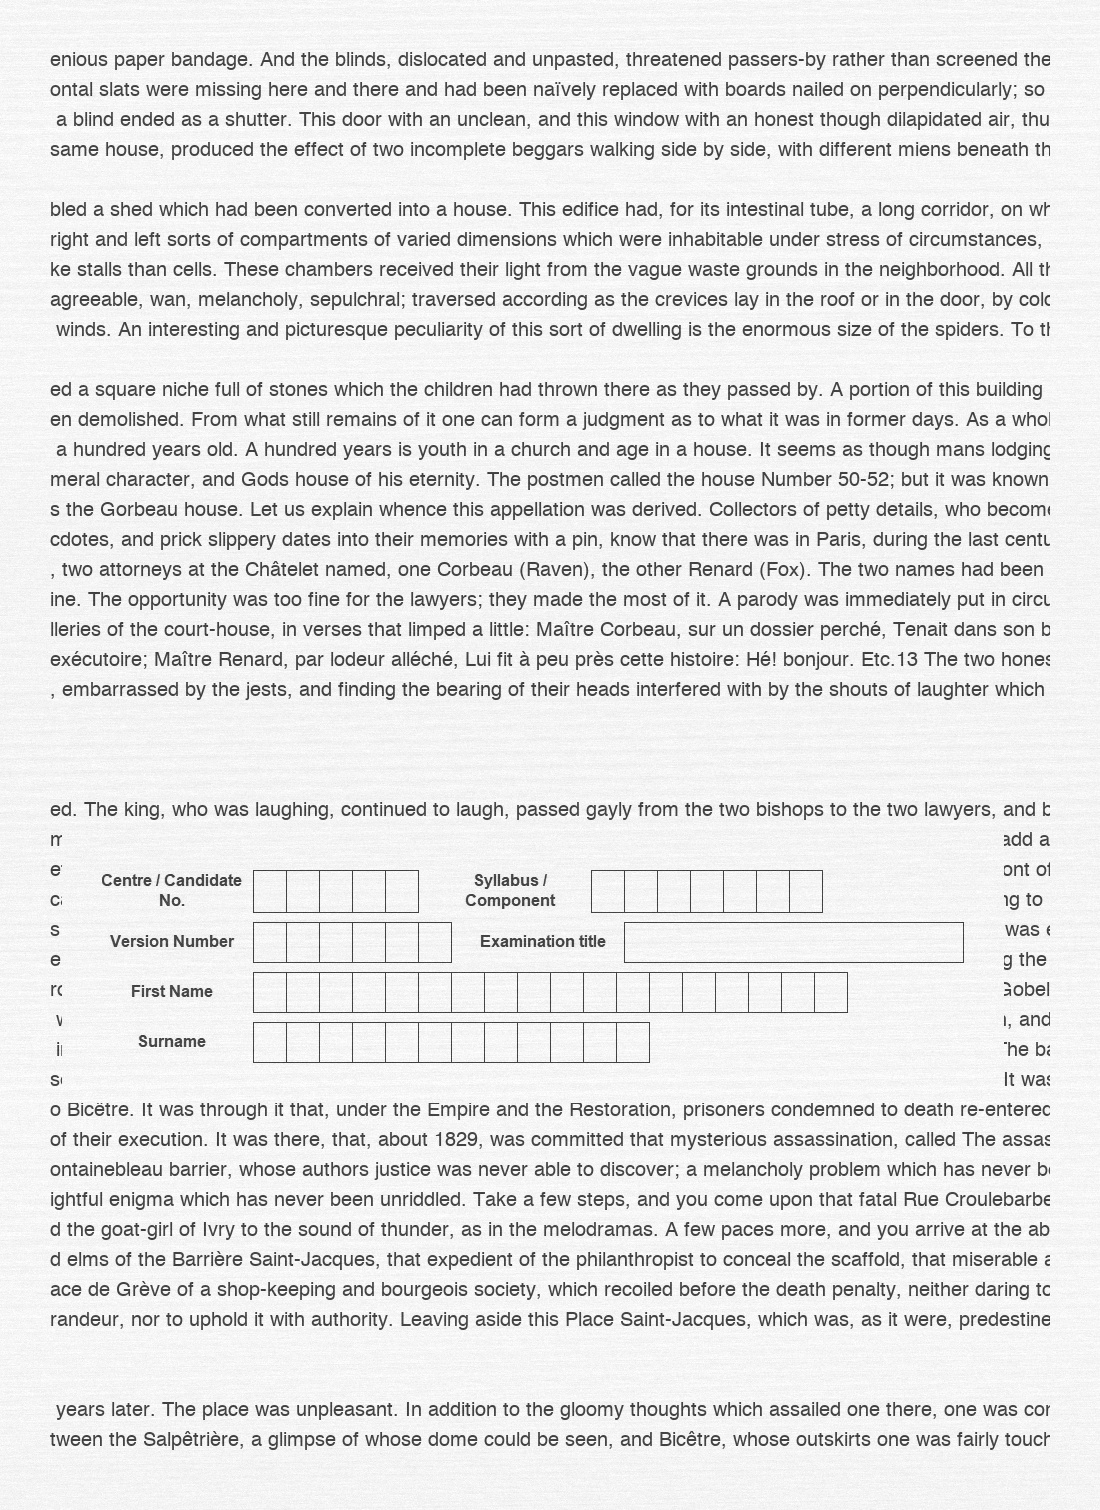 enious paper bandage. And the blinds, dislocated and unpasted, threatened passers-by rather than screened the
ontal slats were missing here and there and had been naïvely replaced with boards nailed on perpendicularly; so
a blind ended as a shutter. This door with an unclean, and this window with an honest though dilapidated air, thu
same house, produced the effect of two incomplete beggars walking side by side, with different miens beneath th
bled a shed which had been converted into a house. This edifice had, for its intestinal tube, a long corridor, on wh
right and left sorts of compartments of varied dimensions which were inhabitable under stress of circumstances,
ke stalls than cells. These chambers received their light from the vague waste grounds in the neighborhood. All th
agreeable, wan, melancholy, sepulchral; traversed according as the crevices lay in the roof or in the door, by cold
winds. An interesting and picturesque peculiarity of this sort of dwelling is the enormous size of the spiders. To th
ed a square niche full of stones which the children had thrown there as they passed by. A portion of this building
en demolished. From what still remains of it one can form a judgment as to what it was in former days. As a whol
a hundred years old. A hundred years is youth in a church and age in a house. It seems as though mans lodging
meral character, and Gods house of his eternity. The postmen called the house Number 50-52; but it was known
s the Gorbeau house. Let us explain whence this appellation was derived. Collectors of petty details, who become
cdotes, and prick slippery dates into their memories with a pin, know that there was in Paris, during the last centu
, two attorneys at the Châtelet named, one Corbeau (Raven), the other Renard (Fox). The two names had been
ine. The opportunity was too fine for the lawyers; they made the most of it. A parody was immediately put in circu
lleries of the court-house, in verses that limped a little: Maître Corbeau, sur un dossier perché, Tenait dans son b
exécutoire; Maître Renard, par lodeur alléché, Lui fit à peu près cette histoire: Hé! bonjour. Etc.13 The two hones
, embarrassed by the jests, and finding the bearing of their heads interfered with by the shouts of laughter which
ed. The king, who was laughing, continued to laugh, passed gayly from the two bishops to the two lawyers, and b
add a
ont of
Centre / Candidate No.
Syllabus / Component
ng to
was e
Version Number
Examination title
g the
First Name
Gobel
, and
Surname
The ba
It was
o Bicêtre. It was through it that, under the Empire and the Restoration, prisoners condemned to death re-entered
of their execution. It was there, that, about 1829, was committed that mysterious assassination, called The assas
ontainebleau barrier, whose authors justice was never able to discover; a melancholy problem which has never be
ightful enigma which has never been unriddled. Take a few steps, and you come upon that fatal Rue Croulebarbe
d the goat-girl of Ivry to the sound of thunder, as in the melodramas. A few paces more, and you arrive at the ab
d elms of the Barrière Saint-Jacques, that expedient of the philanthropist to conceal the scaffold, that miserable a
ace de Grève of a shop-keeping and bourgeois society, which recoiled before the death penalty, neither daring to
randeur, nor to uphold it with authority. Leaving aside this Place Saint-Jacques, which was, as it were, predestine
years later. The place was unpleasant. In addition to the gloomy thoughts which assailed one there, one was con
tween the Salpêtrière, a glimpse of whose dome could be seen, and Bicêtre, whose outskirts one was fairly touch